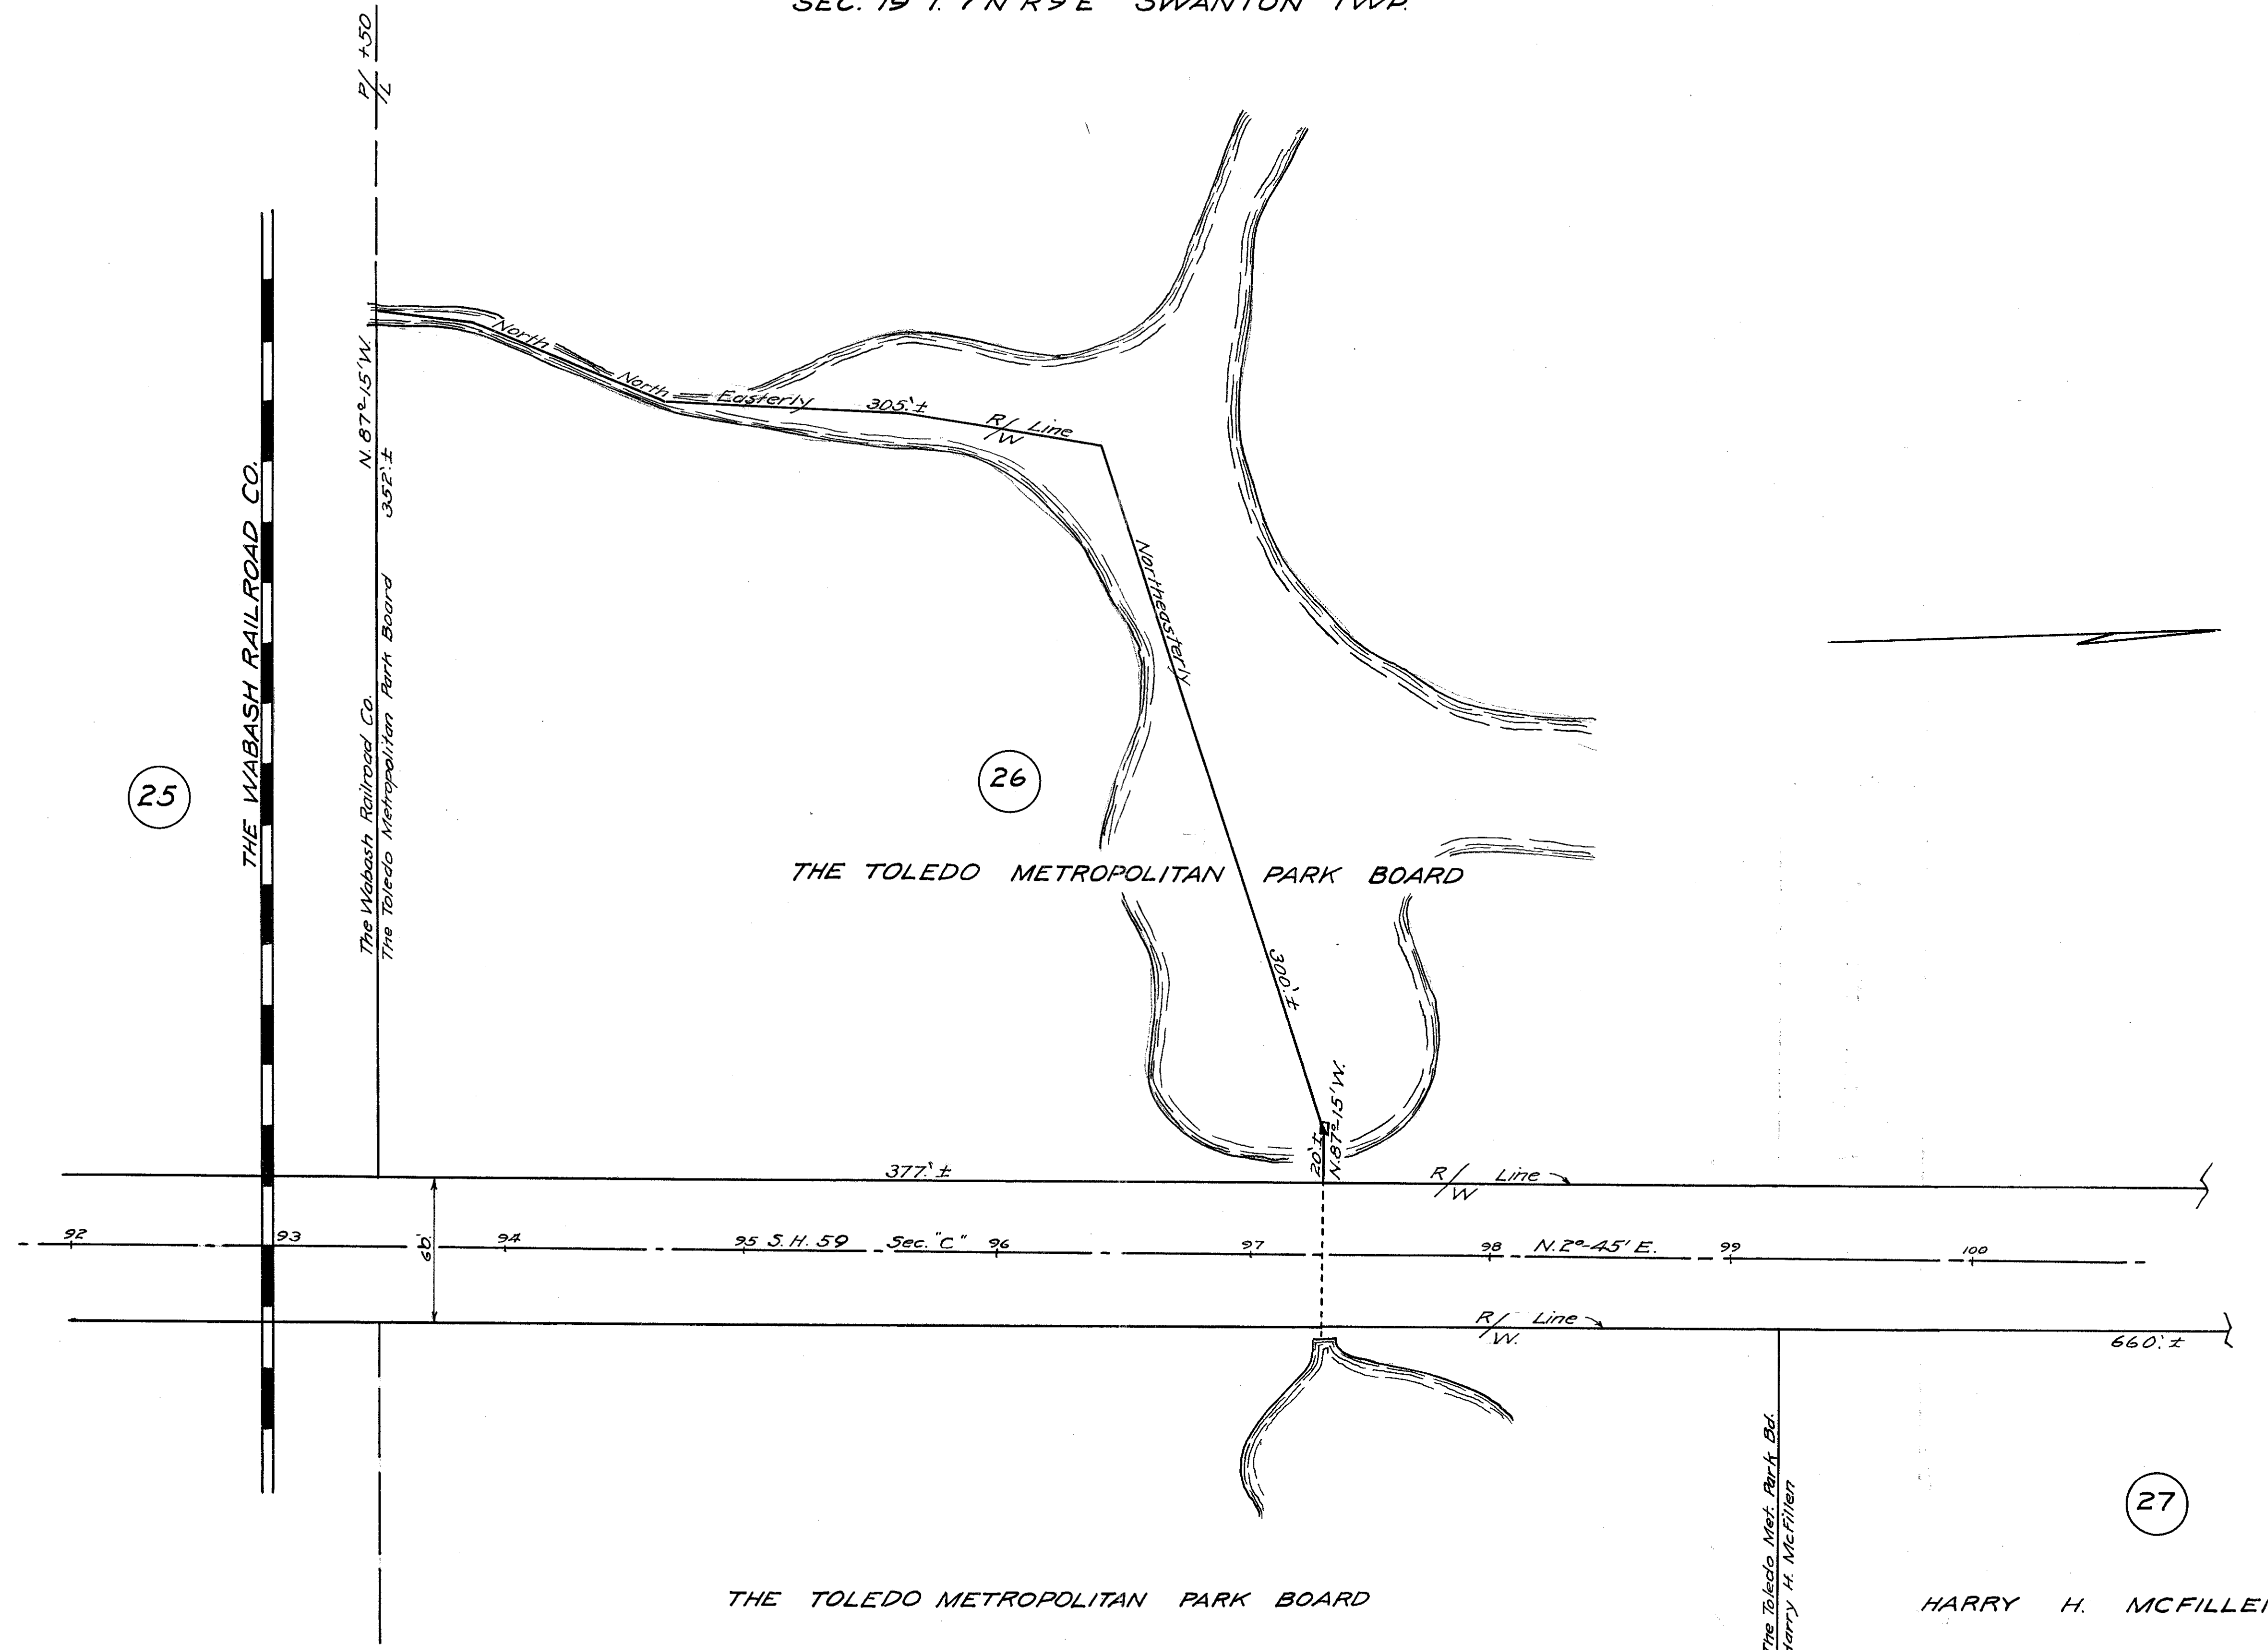 SEC. 19 T. 7 N R 9 E SWANTON TWP.
P/L +50
N. 87°-15' W.
352' ±
North
North Easterly 305' ±
R/W Line
THE WABASH RAILROAD CO.
The Wabash Railroad Co.
The Toledo Metropolitan Park Board
Northeasterly
300' ±
25
26
THE TOLEDO METROPOLITAN PARK BOARD
20' ±
N. 87°-15' W.
377' ±
R/W Line
60'
92 93 94 95 S. H. 59 Sec. "C" 96 97 98 N. 2°-45' E. 99 100
R/W. Line
660' ±
The Toledo Met. Park Bd.
Harry H. McFillen
27
THE TOLEDO METROPOLITAN PARK BOARD
HARRY H. MCFILLEN